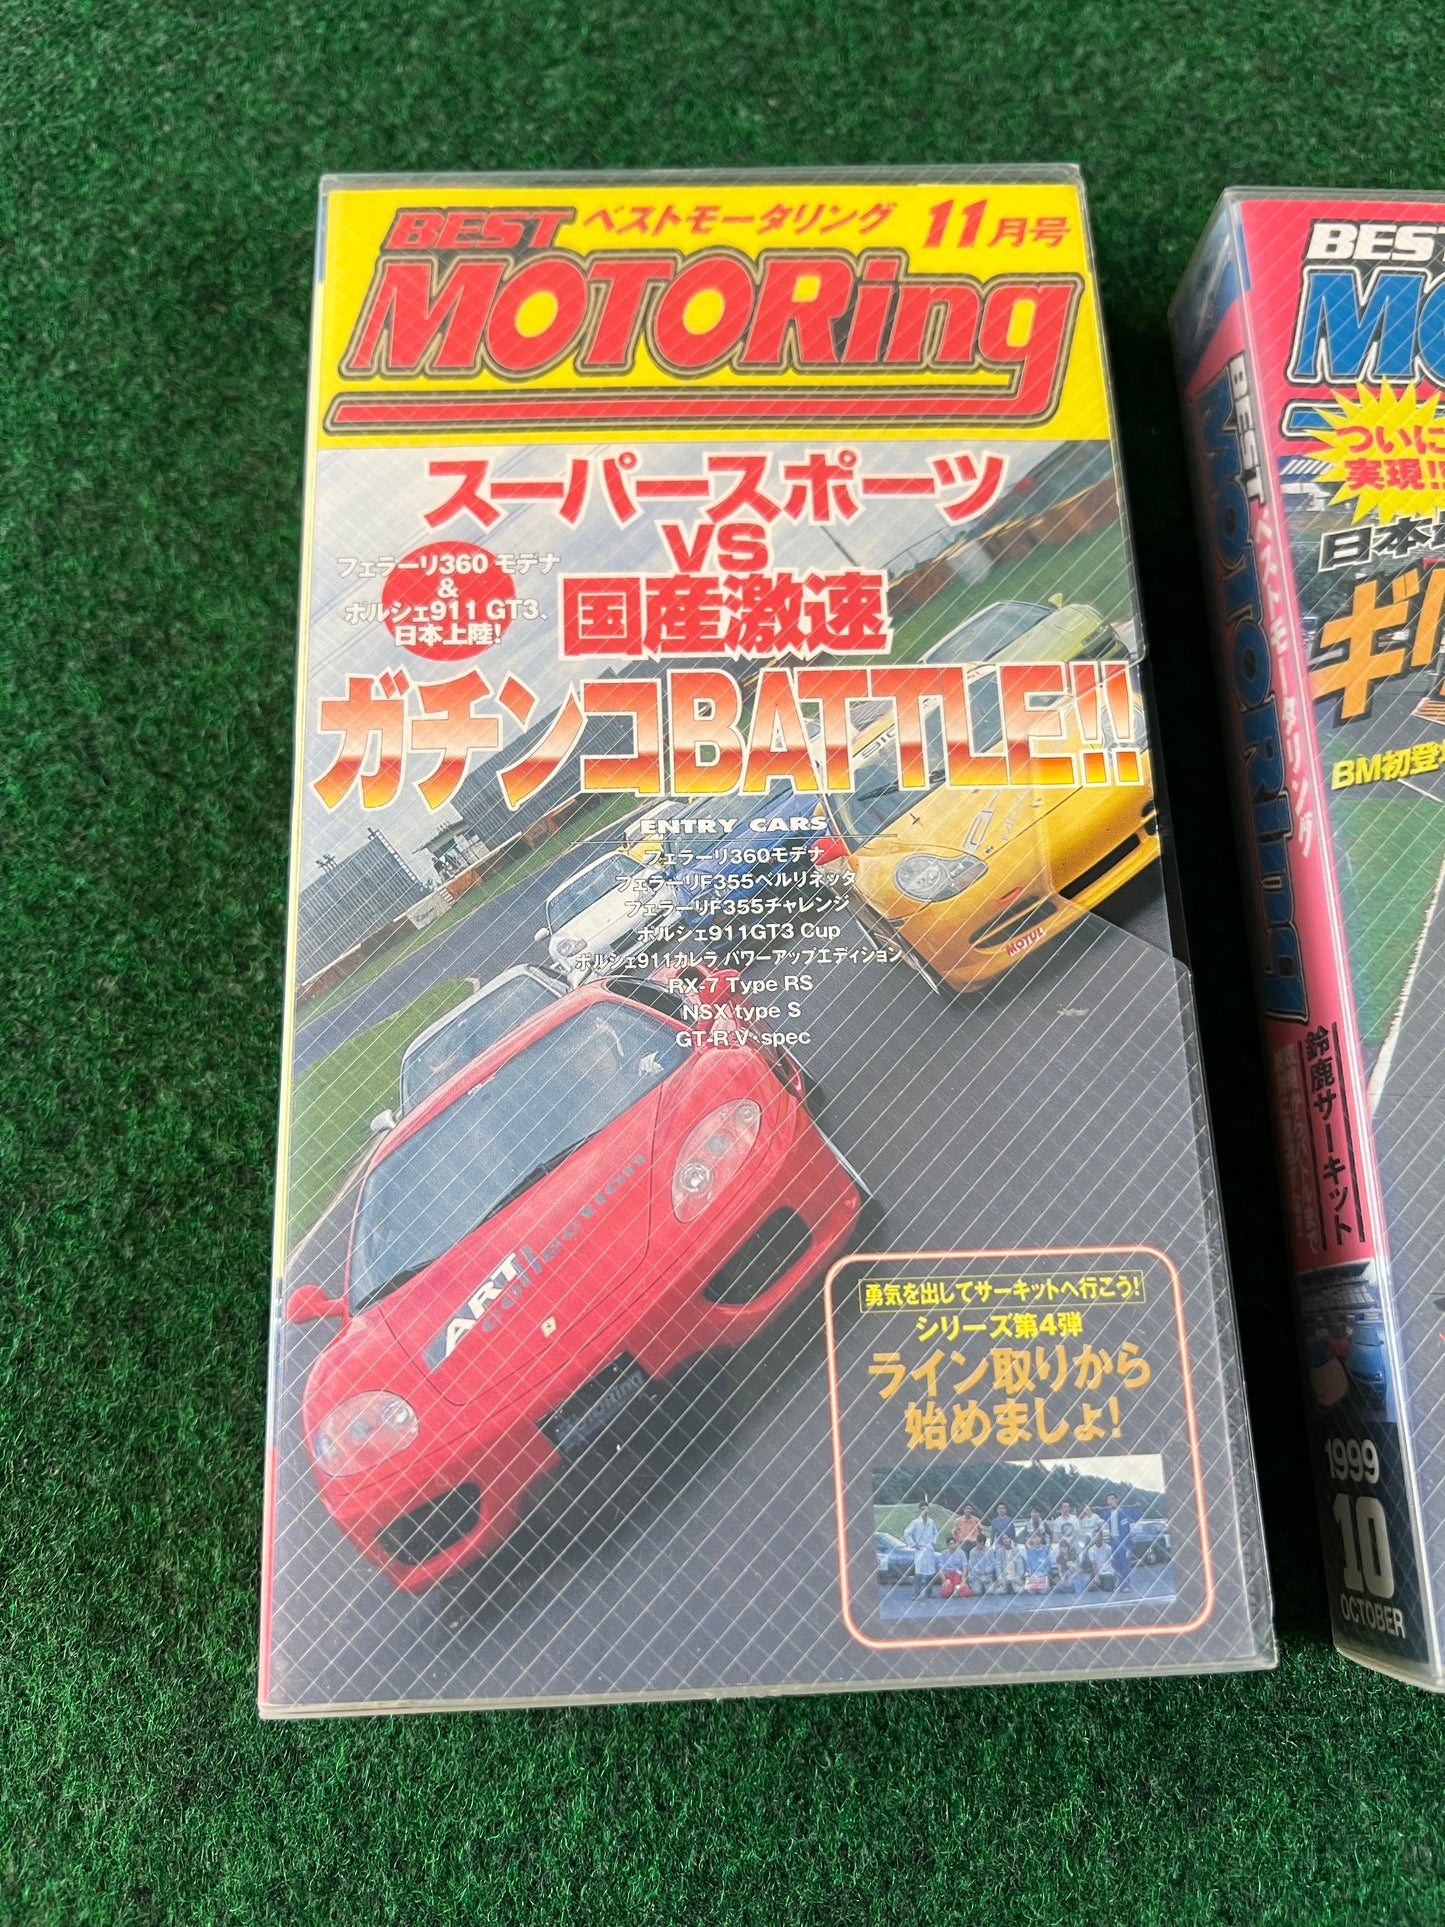 BEST ベストモータリング 11月号
MOTORing
スーパースポーツ
VS
国産激速
フェラーリ360 モデナ
&
ポルシェ911 GT3、
日本上陸!
ガチンコBATTLE!!
ENTRY CARS
フェラーリ360モデナ
フェラーリF355ベルリネッタ
フェラーリF355チャレンジ
ポルシェ911GT3 Cup
ポルシェ911カレラ パワーアップエディション
RX-7 Type RS
NSX type S
GT-R V・spec
MOTUL
ART
勇気を出してサーキットへ行こう!
シリーズ第4弾
ライン取りから
始めましょ!
BEST ベストモータリング
MOTORing
鈴鹿サーキット
1999
10
OCTOBER
BEST
ついに
実現!!
日本
BM初登